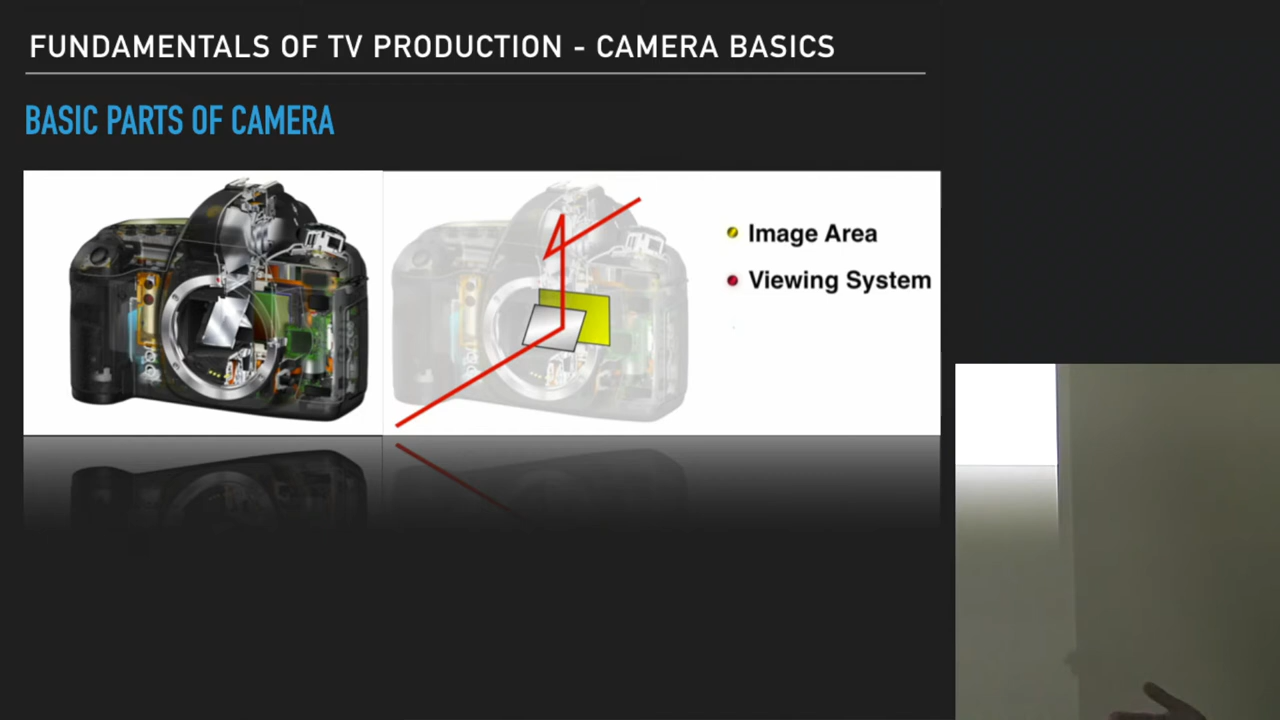 FUNDAMENTALS OF TV PRODUCTION - CAMERA BASICS
BASIC PARTS OF CAMERA
Image Area
Viewing System